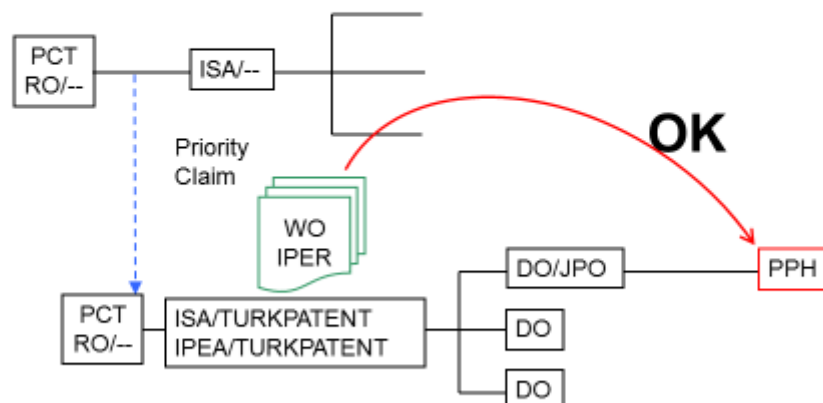 PCT
RO/--
ISA/--
Priority
Claim
OK
WO
IPER
DO/JPO
PPH
PCT
RO/--
ISA/TURKPATENT
IPEA/TURKPATENT
DO
DO